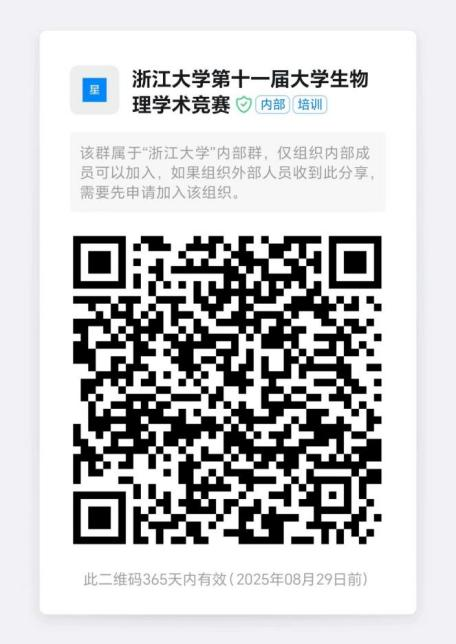 星
浙江大学第十一届大学生物
理学术竞赛 内部 培训
该群属于“浙江大学”内部群，仅组织内部成
员可以加入，如果组织外部人员收到此分享，
需要先申请加入该组织。
此二维码365天内有效（2025年08月29日前）